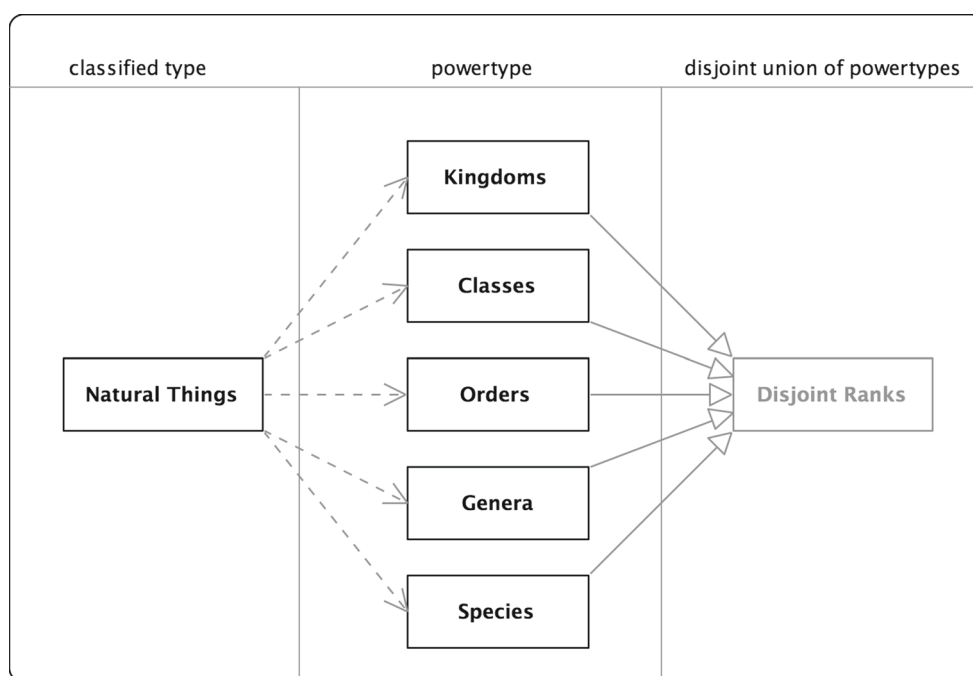 classified type
powertype
disjoint union of powertypes
Kingdoms
Classes
Natural Things
Orders
Disjoint Ranks
Genera
Species